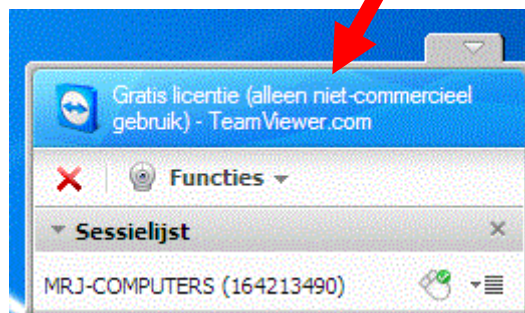 Gratis licentie (alleen niet-commercieel
gebruik) - TeamViewer.com
Functies
Sessielijst
MRJ-COMPUTERS (164213490)